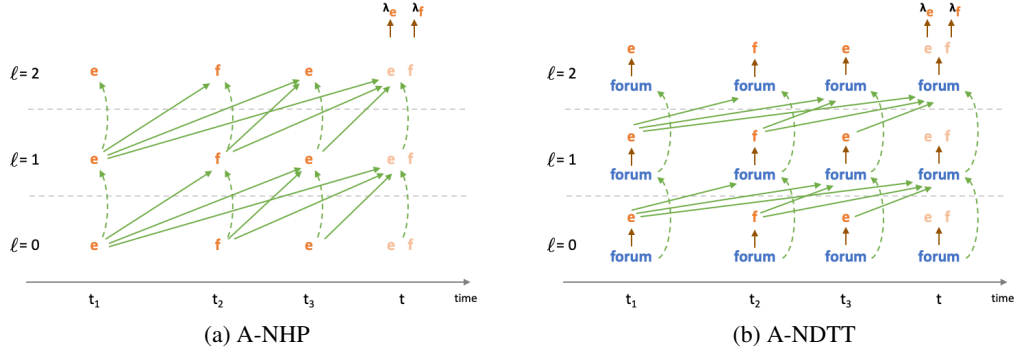 λe λf
ℓ= 2 e f e e f
ℓ= 1 e f e e f
ℓ= 0 e f e e f
t1 t2 t3 t time
(a) A-NHP
λe λf
e f e e f
ℓ= 2 forum forum forum forum
e f e e f
ℓ= 1 forum forum forum forum
e f e e f
ℓ= 0 forum forum forum forum
t1 t2 t3 t time
(b) A-NDTT